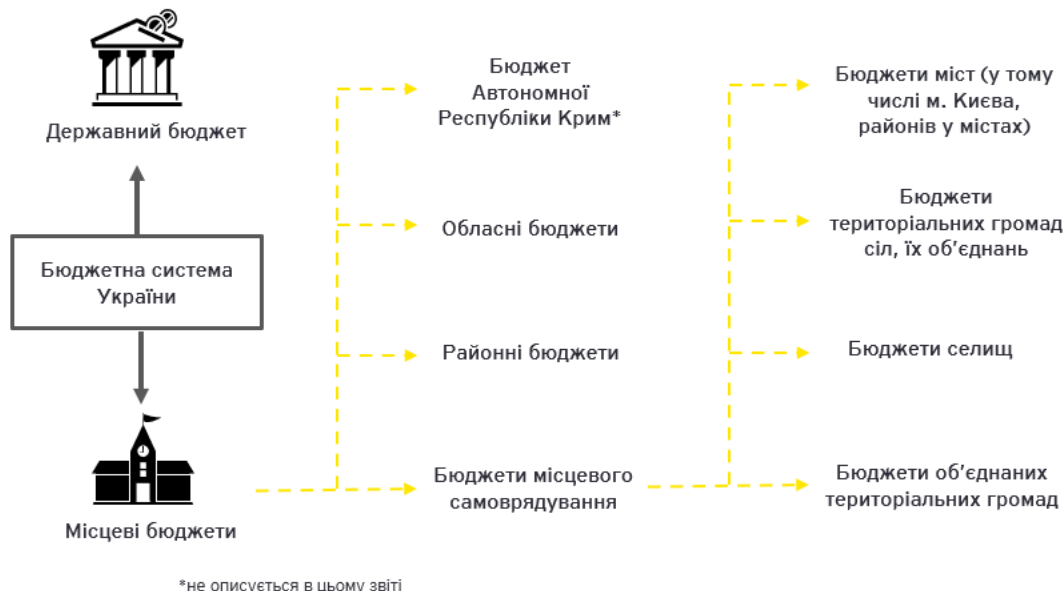 Державний бюджет
Бюджетна система
України
Місцеві бюджети
Бюджет
Автономної
Республіки Крим*
Обласні бюджети
Районні бюджети
Бюджети місцевого
самоврядування
Бюджети міст (у тому
числі м. Києва,
районів у містах)
Бюджети
територіальних громад
сіл, їх об’єднань
Бюджети селищ
Бюджети об’єднаних
територіальних громад
*не описується в цьому звіті